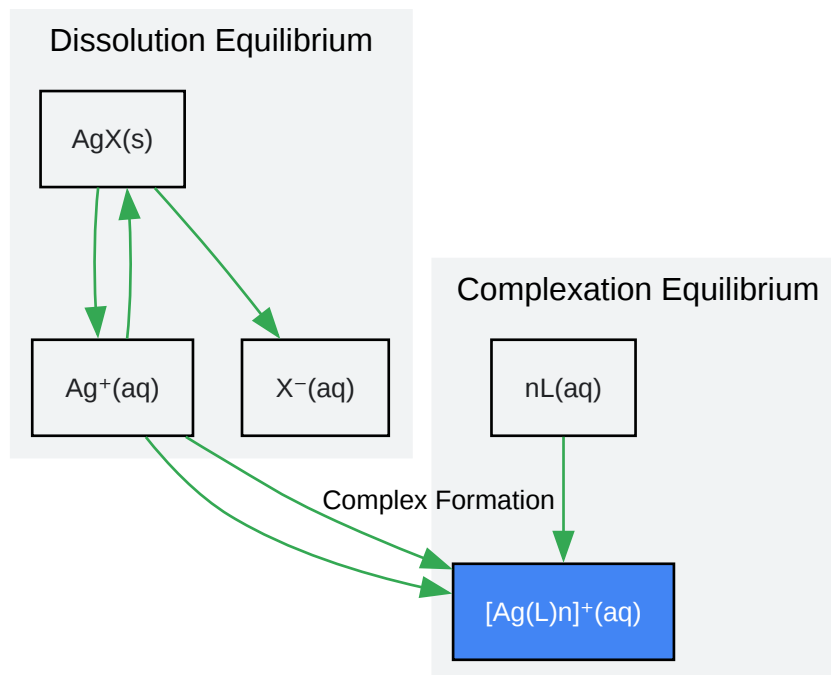 Dissolution Equilibrium
AgX(s)
Ag⁺(aq)
X⁻(aq)
Complexation Equilibrium
nL(aq)
Complex Formation
[Ag(L)n]⁺(aq)